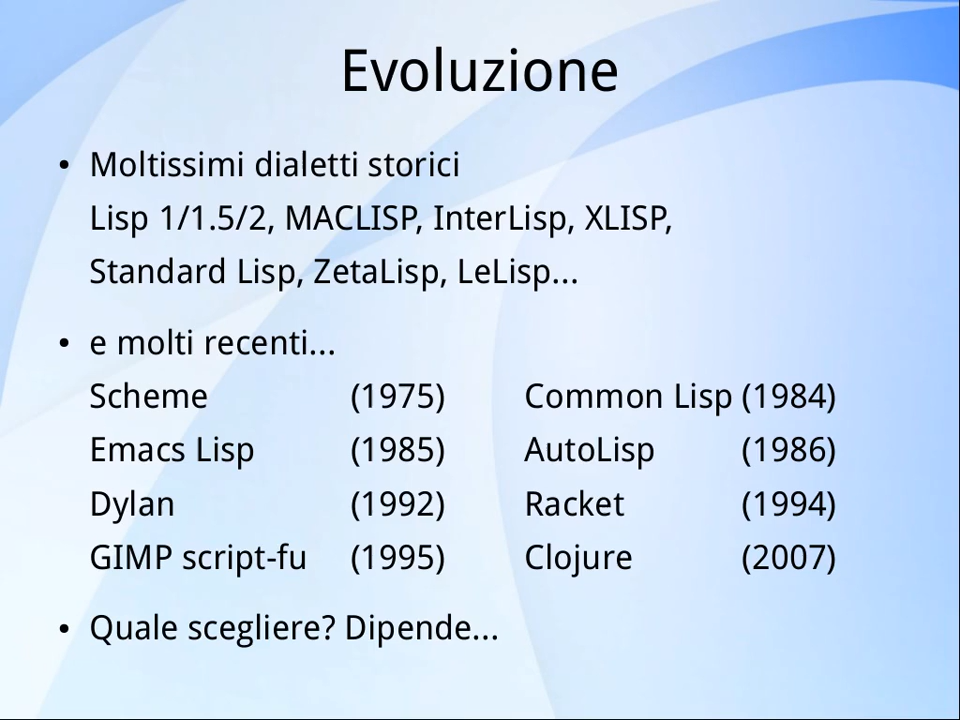 Evoluzione
• Moltissimi dialetti storici
Lisp 1/1.5/2, MACLISP, InterLisp, XLISP,
Standard Lisp, ZetaLisp, LeLisp...
• e molti recenti...
Scheme (1975) Common Lisp (1984)
Emacs Lisp (1985) AutoLisp (1986)
Dylan (1992) Racket (1994)
GIMP script-fu (1995) Clojure (2007)
• Quale scegliere? Dipende...